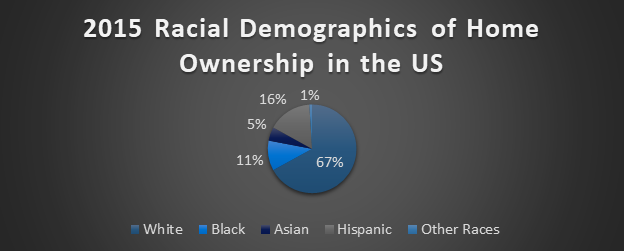 2015 Racial Demographics of Home
Ownership in the US
16% 1%
5%
11%
67%
White Black Asian Hispanic Other Races